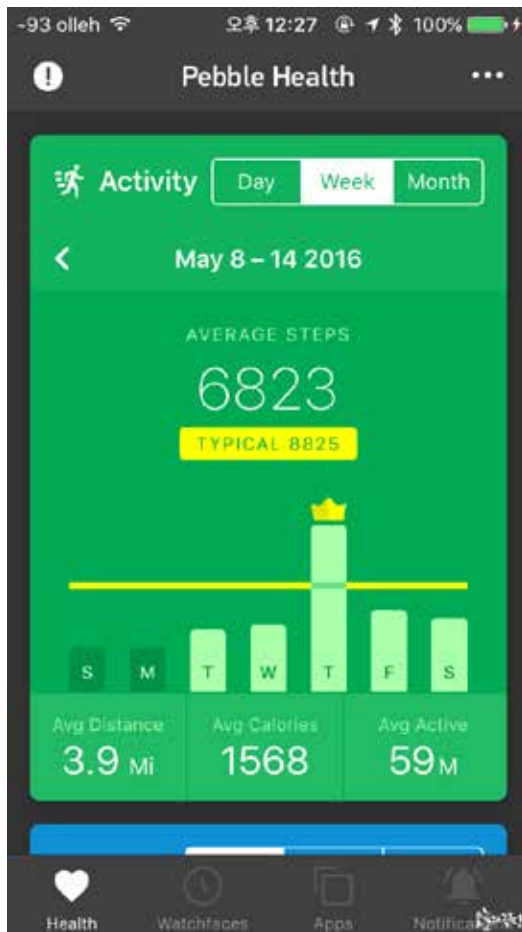 -93 olleh 오후 12:27 100%
Pebble Health
Activity Day Week Month
May 8 – 14 2016
AVERAGE STEPS
6823
TYPICAL 8825
S M T W T F S
Avg Distance Avg Calories Avg Active
3.9 Mi 1568 59 M
Health Watchfaces Apps